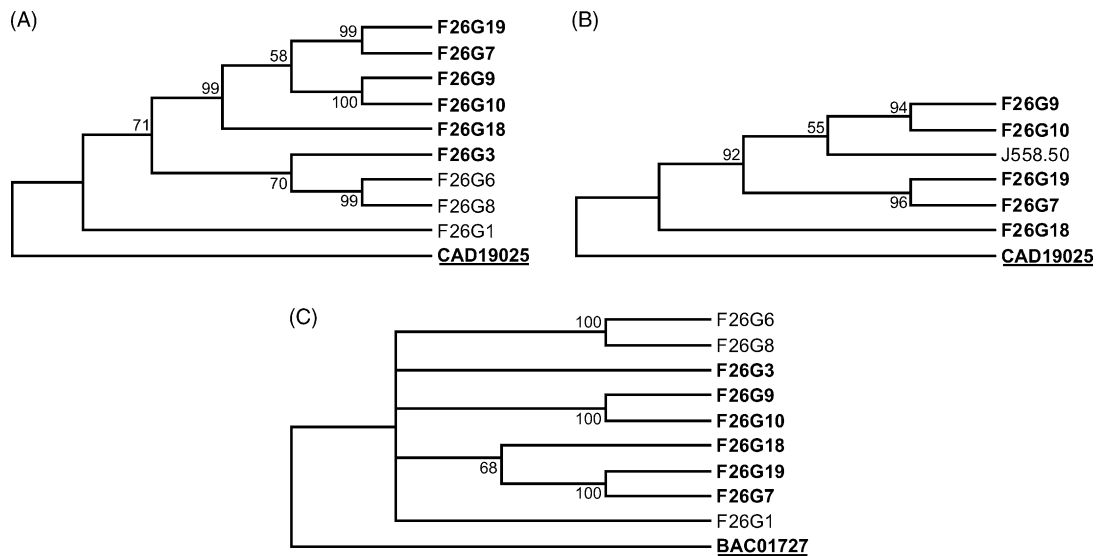 (A)
99
F26G19
F26G7
58
F26G9
100
F26G10
99
F26G18
71
F26G3
70
F26G6
99
F26G8
F26G1
CAD19025
(B)
94
F26G9
F26G10
55
J558.50
92
F26G19
96
F26G7
F26G18
CAD19025
(C)
100
F26G6
F26G8
F26G3
F26G9
100
F26G10
F26G18
68
F26G19
100
F26G7
F26G1
BAC01727